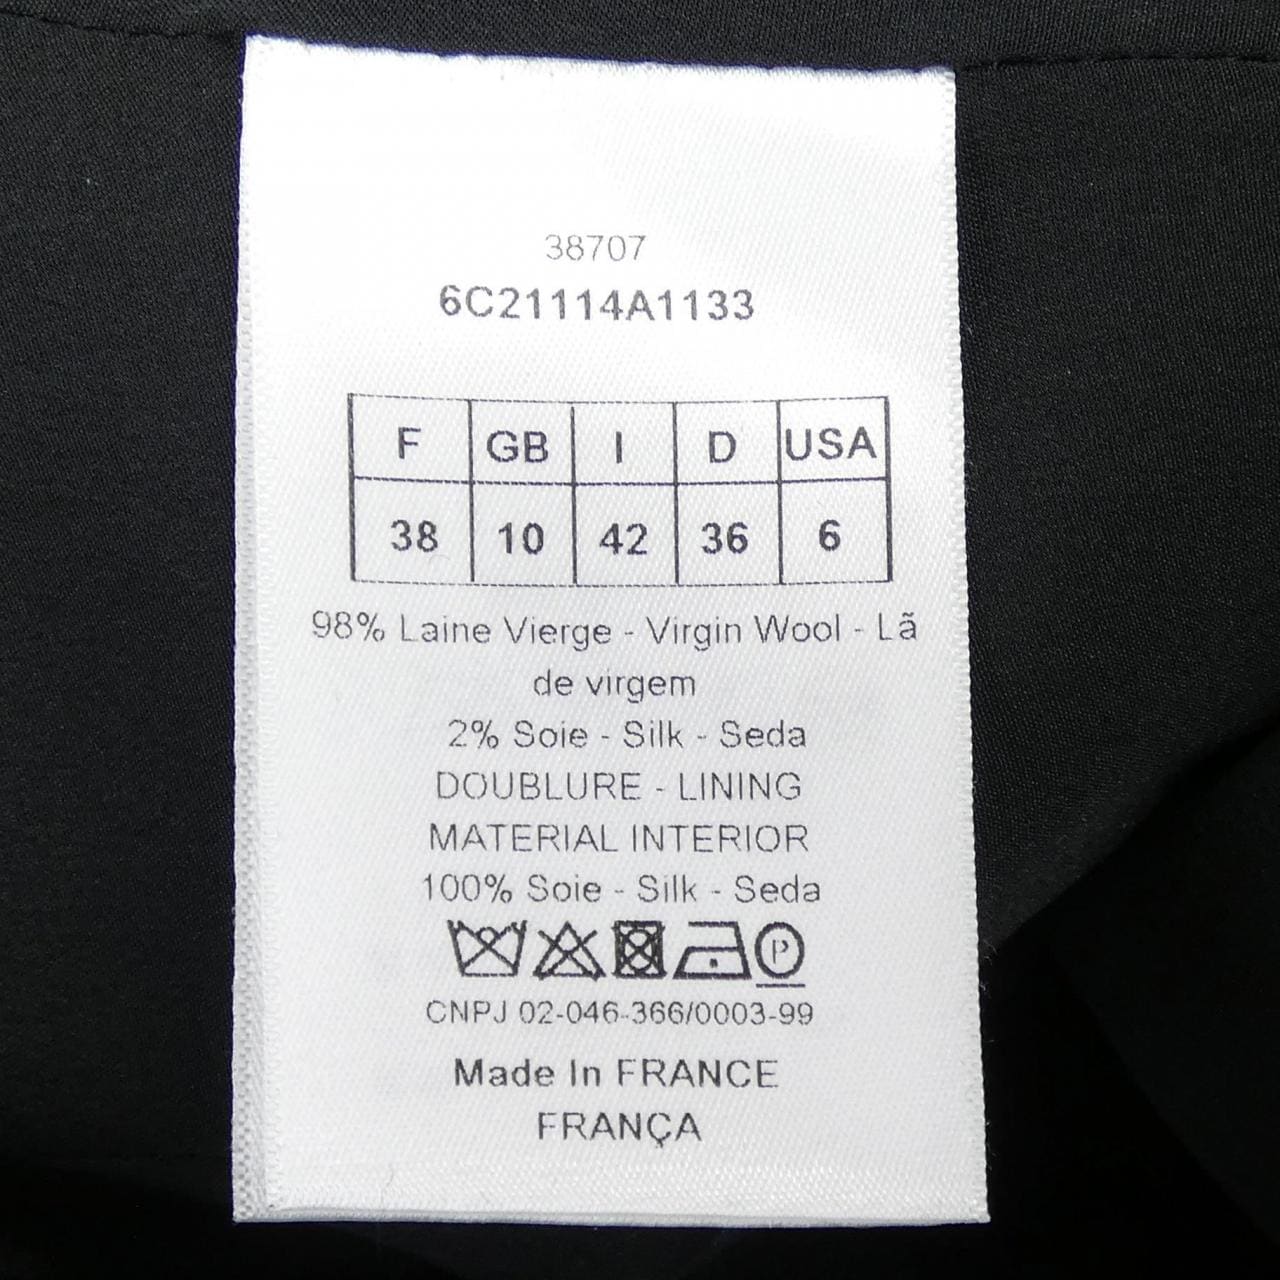 38707
6C21114A1133
F GB I D USA
38 10 42 36 6
98% Laine Vierge - Virgin Wool - Lã
de virgem
2% Soie - Silk - Seda
DOUBLURE - LINING
MATERIAL INTERIOR
100% Soie - Silk - Seda
P
CNPJ 02-046-366/0003-99
Made In FRANCE
FRANÇA